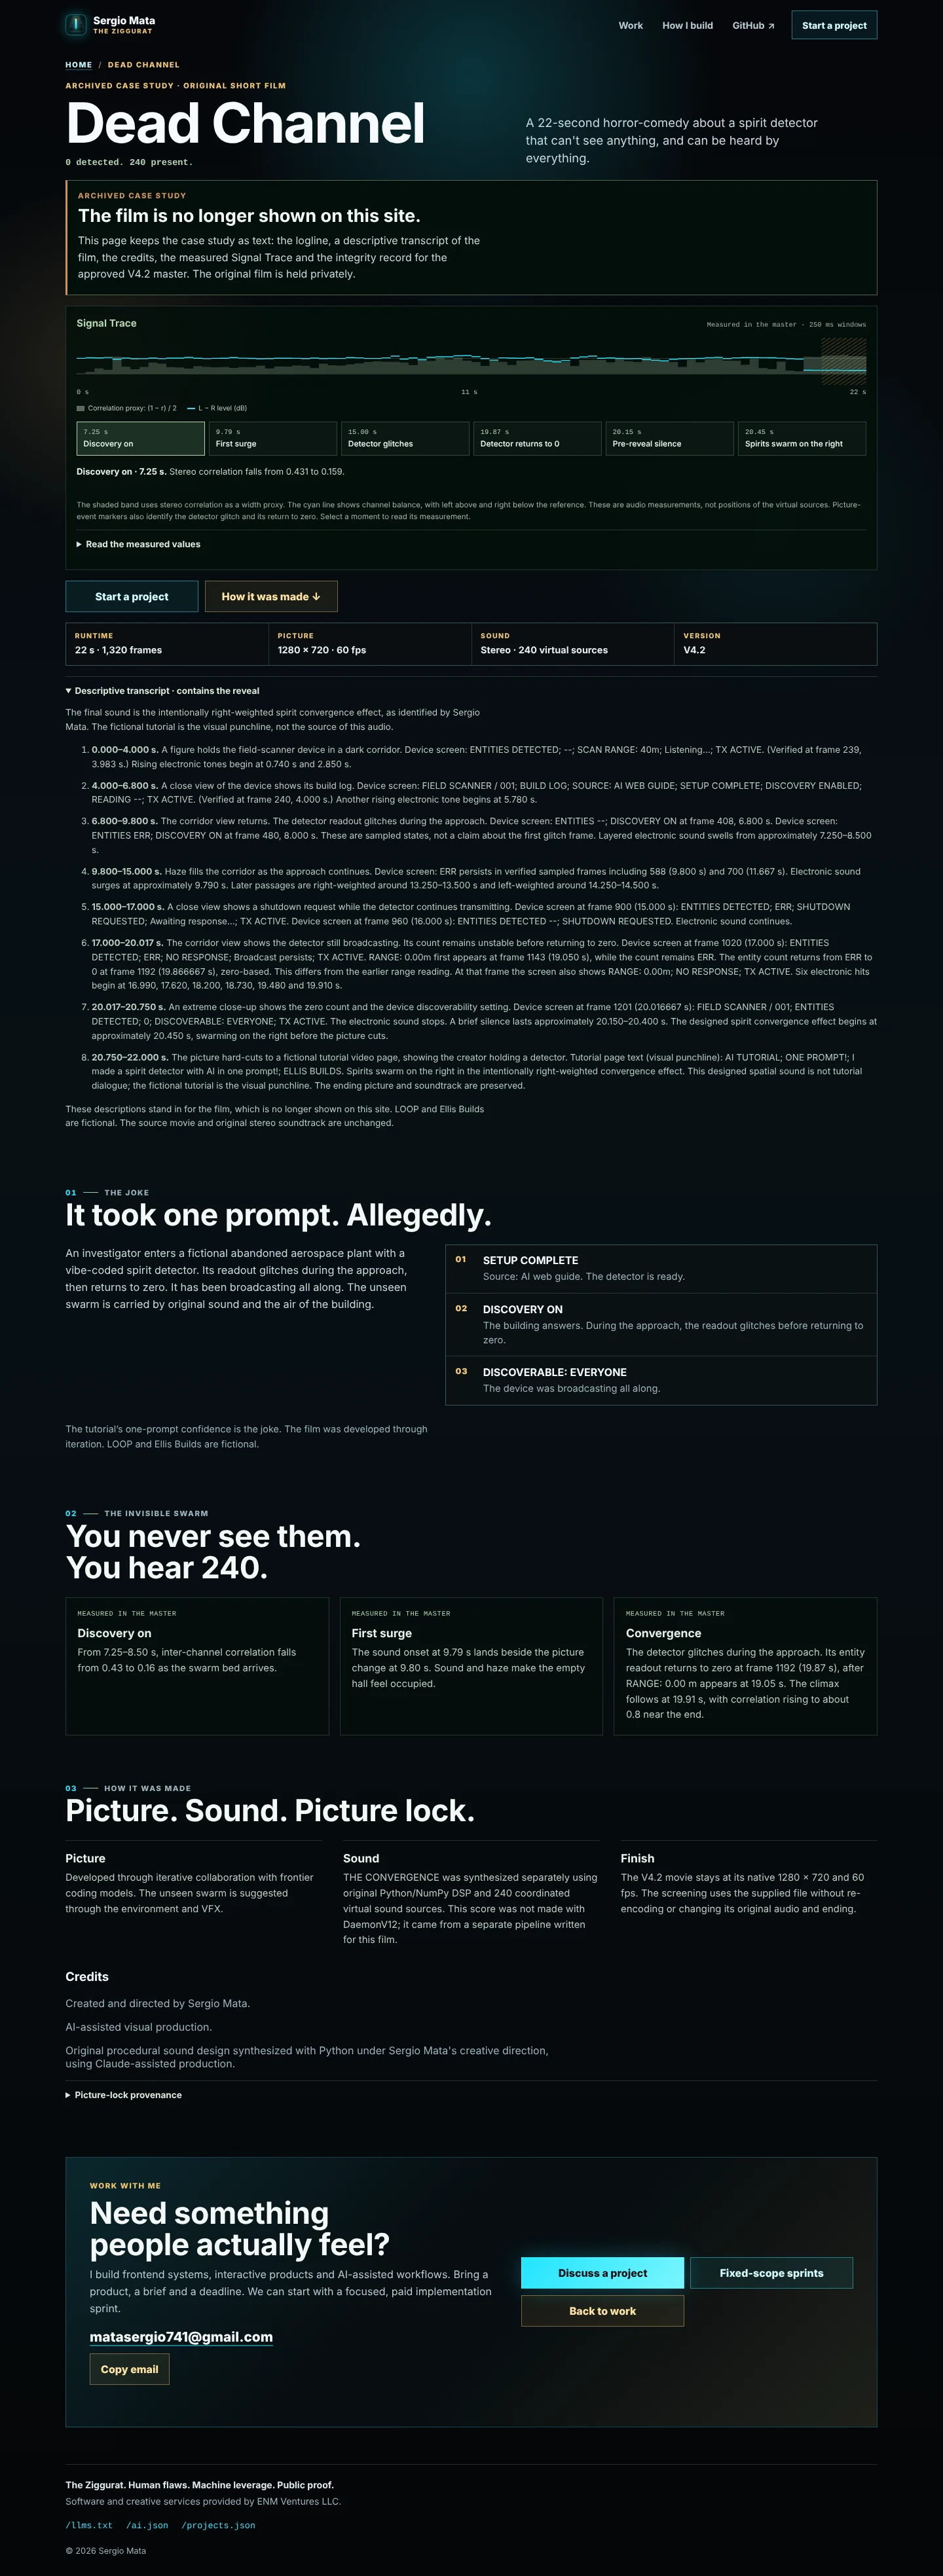 Sergio Mata
THE ZIGGURAT
Work
How I build
GitHub ↗
Start a project
HOME / DEAD CHANNEL
ARCHIVED CASE STUDY · ORIGINAL SHORT FILM
Dead Channel
0 detected. 240 present.
A 22-second horror-comedy about a spirit detector
that can't see anything, and can be heard by
everything.
ARCHIVED CASE STUDY
The film is no longer shown on this site.
This page keeps the case study as text: the logline, a descriptive transcript of the
film, the credits, the measured Signal Trace and the integrity record for the
approved V4.2 master. The original film is held privately.
Signal Trace
Measured in the master · 250 ms windows
0 s
11 s
22 s
Correlation proxy: (1 − r) / 2
L − R level (dB)
7.25 s
Discovery on
9.79 s
First surge
15.00 s
Detector glitches
19.87 s
Detector returns to 0
20.15 s
Pre-reveal silence
20.45 s
Spirits swarm on the right
Discovery on · 7.25 s. Stereo correlation falls from 0.431 to 0.159.
The shaded band uses stereo correlation as a width proxy. The cyan line shows channel balance, with left above and right below the reference. These are audio measurements, not positions of the virtual sources. Picture-
event markers also identify the detector glitch and its return to zero. Select a moment to read its measurement.
▶ Read the measured values
Start a project
How it was made ↓
RUNTIME
22 s · 1,320 frames
PICTURE
1280 × 720 · 60 fps
SOUND
Stereo · 240 virtual sources
VERSION
V4.2
▼ Descriptive transcript · contains the reveal
The final sound is the intentionally right-weighted spirit convergence effect, as identified by Sergio
Mata. The fictional tutorial is the visual punchline, not the source of this audio.
1. 0.000–4.000 s. A figure holds the field-scanner device in a dark corridor. Device screen: ENTITIES DETECTED; --; SCAN RANGE: 40m; Listening...; TX ACTIVE. (Verified at frame 239,
3.983 s.) Rising electronic tones begin at 0.740 s and 2.850 s.
2. 4.000–6.800 s. A close view of the device shows its build log. Device screen: FIELD SCANNER / 001; BUILD LOG; SOURCE: AI WEB GUIDE; SETUP COMPLETE; DISCOVERY ENABLED;
READING --; TX ACTIVE. (Verified at frame 240, 4.000 s.) Another rising electronic tone begins at 5.780 s.
3. 6.800–9.800 s. The corridor view returns. The detector readout glitches during the approach. Device screen: ENTITIES --; DISCOVERY ON at frame 408, 6.800 s. Device screen:
ENTITIES ERR; DISCOVERY ON at frame 480, 8.000 s. These are sampled states, not a claim about the first glitch frame. Layered electronic sound swells from approximately 7.250–8.500
s.
4. 9.800–15.000 s. Haze fills the corridor as the approach continues. Device screen: ERR persists in verified sampled frames including 588 (9.800 s) and 700 (11.667 s). Electronic sound
surges at approximately 9.790 s. Later passages are right-weighted around 13.250–13.500 s and left-weighted around 14.250–14.500 s.
5. 15.000–17.000 s. A close view shows a shutdown request while the detector continues transmitting. Device screen at frame 900 (15.000 s): ENTITIES DETECTED; ERR; SHUTDOWN
REQUESTED; Awaiting response...; TX ACTIVE. Device screen at frame 960 (16.000 s): ENTITIES DETECTED --; SHUTDOWN REQUESTED. Electronic sound continues.
6. 17.000–20.017 s. The corridor view shows the detector still broadcasting. Its count remains unstable before returning to zero. Device screen at frame 1020 (17.000 s): ENTITIES
DETECTED; ERR; NO RESPONSE; Broadcast persists; TX ACTIVE. RANGE: 0.00m first appears at frame 1143 (19.050 s), while the count remains ERR. The entity count returns from ERR to
0 at frame 1192 (19.866667 s), zero-based. This differs from the earlier range reading. At that frame the screen also shows RANGE: 0.00m; NO RESPONSE; TX ACTIVE. Six electronic hits
begin at 16.990, 17.620, 18.200, 18.730, 19.480 and 19.910 s.
7. 20.017–20.750 s. An extreme close-up shows the zero count and the device discoverability setting. Device screen at frame 1201 (20.016667 s): FIELD SCANNER / 001; ENTITIES
DETECTED; 0; DISCOVERABLE: EVERYONE; TX ACTIVE. The electronic sound stops. A brief silence lasts approximately 20.150–20.400 s. The designed spirit convergence effect begins at
approximately 20.450 s, swarming on the right before the picture cuts.
8. 20.750–22.000 s. The picture hard-cuts to a fictional tutorial video page, showing the creator holding a detector. Tutorial page text (visual punchline): AI TUTORIAL; ONE PROMPT!; I
made a spirit detector with AI in one prompt!; ELLIS BUILDS. Spirits swarm on the right in the intentionally right-weighted convergence effect. This designed spatial sound is not tutorial
dialogue; the fictional tutorial is the visual punchline. The ending picture and soundtrack are preserved.
These descriptions stand in for the film, which is no longer shown on this site. LOOP and Ellis Builds
are fictional. The source movie and original stereo soundtrack are unchanged.
01 — THE JOKE
It took one prompt. Allegedly.
An investigator enters a fictional abandoned aerospace plant with a
vibe-coded spirit detector. Its readout glitches during the approach,
then returns to zero. It has been broadcasting all along. The unseen
swarm is carried by original sound and the air of the building.
01
SETUP COMPLETE
Source: AI web guide. The detector is ready.
02
DISCOVERY ON
The building answers. During the approach, the readout glitches before returning to
zero.
03
DISCOVERABLE: EVERYONE
The device was broadcasting all along.
The tutorial's one-prompt confidence is the joke. The film was developed through
iteration. LOOP and Ellis Builds are fictional.
02 — THE INVISIBLE SWARM
You never see them.
You hear 240.
MEASURED IN THE MASTER
Discovery on
From 7.25–8.50 s, inter-channel correlation falls
from 0.43 to 0.16 as the swarm bed arrives.
MEASURED IN THE MASTER
First surge
The sound onset at 9.79 s lands beside the picture
change at 9.80 s. Sound and haze make the empty
hall feel occupied.
MEASURED IN THE MASTER
Convergence
The detector glitches during the approach. Its entity
readout returns to zero at frame 1192 (19.87 s), after
RANGE: 0.00 m appears at 19.05 s. The climax
follows at 19.91 s, with correlation rising to about
0.8 near the end.
03 — HOW IT WAS MADE
Picture. Sound. Picture lock.
Picture
Developed through iterative collaboration with frontier
coding models. The unseen swarm is suggested
through the environment and VFX.
Sound
THE CONVERGENCE was synthesized separately using
original Python/NumPy DSP and 240 coordinated
virtual sound sources. This score was not made with
DaemonV12; it came from a separate pipeline written
for this film.
Finish
The V4.2 movie stays at its native 1280 × 720 and 60
fps. The screening uses the supplied file without re-
encoding or changing its original audio and ending.
Credits
Created and directed by Sergio Mata.
AI-assisted visual production.
Original procedural sound design synthesized with Python under Sergio Mata's creative direction,
using Claude-assisted production.
▶ Picture-lock provenance
WORK WITH ME
Need something
people actually feel?
I build frontend systems, interactive products and AI-assisted workflows. Bring a
product, a brief and a deadline. We can start with a focused, paid implementation
sprint.
matasergio741@gmail.com
Copy email
Discuss a project
Fixed-scope sprints
Back to work
The Ziggurat. Human flaws. Machine leverage. Public proof.
Software and creative services provided by ENM Ventures LLC.
/llms.txt /ai.json /projects.json
© 2026 Sergio Mata